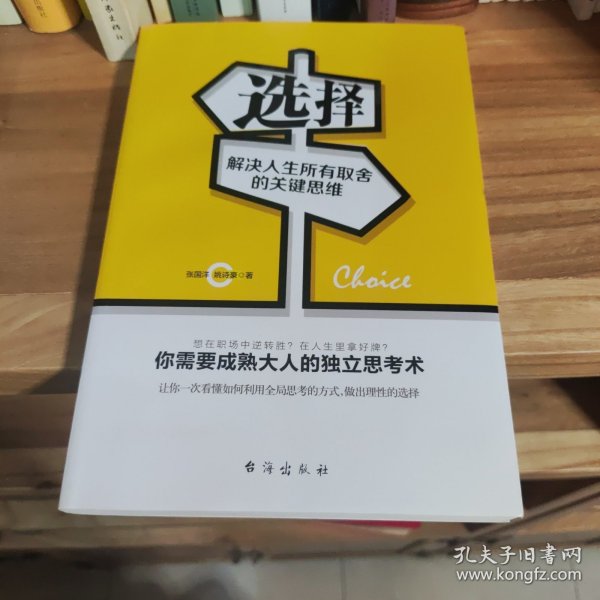 选择
解决人生所有取舍
的关键思维
张国洋 姚诗豪◎著
Choice
想在职场中逆转胜？在人生里拿好牌？
你需要成熟大人的独立思考术
让你一次看懂如何利用全局思考的方式，做出理性的选择
台海出版社
孔夫子旧书网
www.kongfz.com